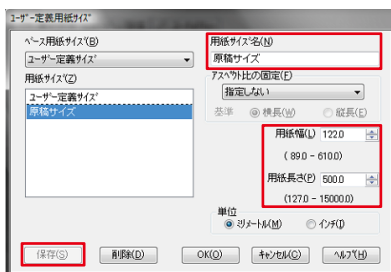 ユーザー定義用紙サイズ
ベース用紙サイズ(B)
ユーザー定義サイズ
用紙サイズ(Z)
ユーザー定義サイズ
原稿サイズ
用紙サイズ名(N)
原稿サイズ
アスペクト比の固定(F)
指定しない
基準 横長(W) 縦長(E)
用紙幅(L) 122.0
( 89.0 - 610.0)
用紙長さ(P) 500.0
(127.0 - 15000.0)
単位
ミリメートル(M) インチ(I)
保存(S) 削除(D) OK(O) キャンセル(C) ヘルプ(H)